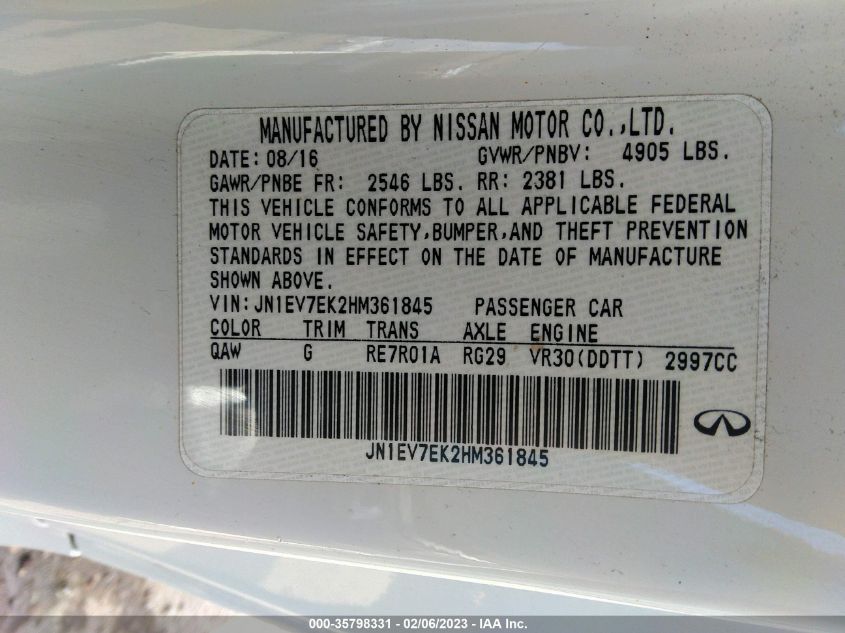 MANUFACTURED BY NISSAN MOTOR CO.,LTD.
DATE: 08/16 GVWR/PNBV: 4905 LBS.
GAWR/PNBE FR: 2546 LBS. RR: 2381 LBS.
THIS VEHICLE CONFORMS TO ALL APPLICABLE FEDERAL
MOTOR VEHICLE SAFETY,BUMPER,AND THEFT PREVENTION
STANDARDS IN EFFECT ON THE DATE OF MANUFACTURE
SHOWN ABOVE.
VIN: JN1EV7EK2HM361845 PASSENGER CAR
COLOR TRIM TRANS AXLE ENGINE
QAW G RE7R01A RG29 VR30(DDTT) 2997CC
JN1EV7EK2HM361845
000-35798331 - 02/06/2023 - IAA Inc.